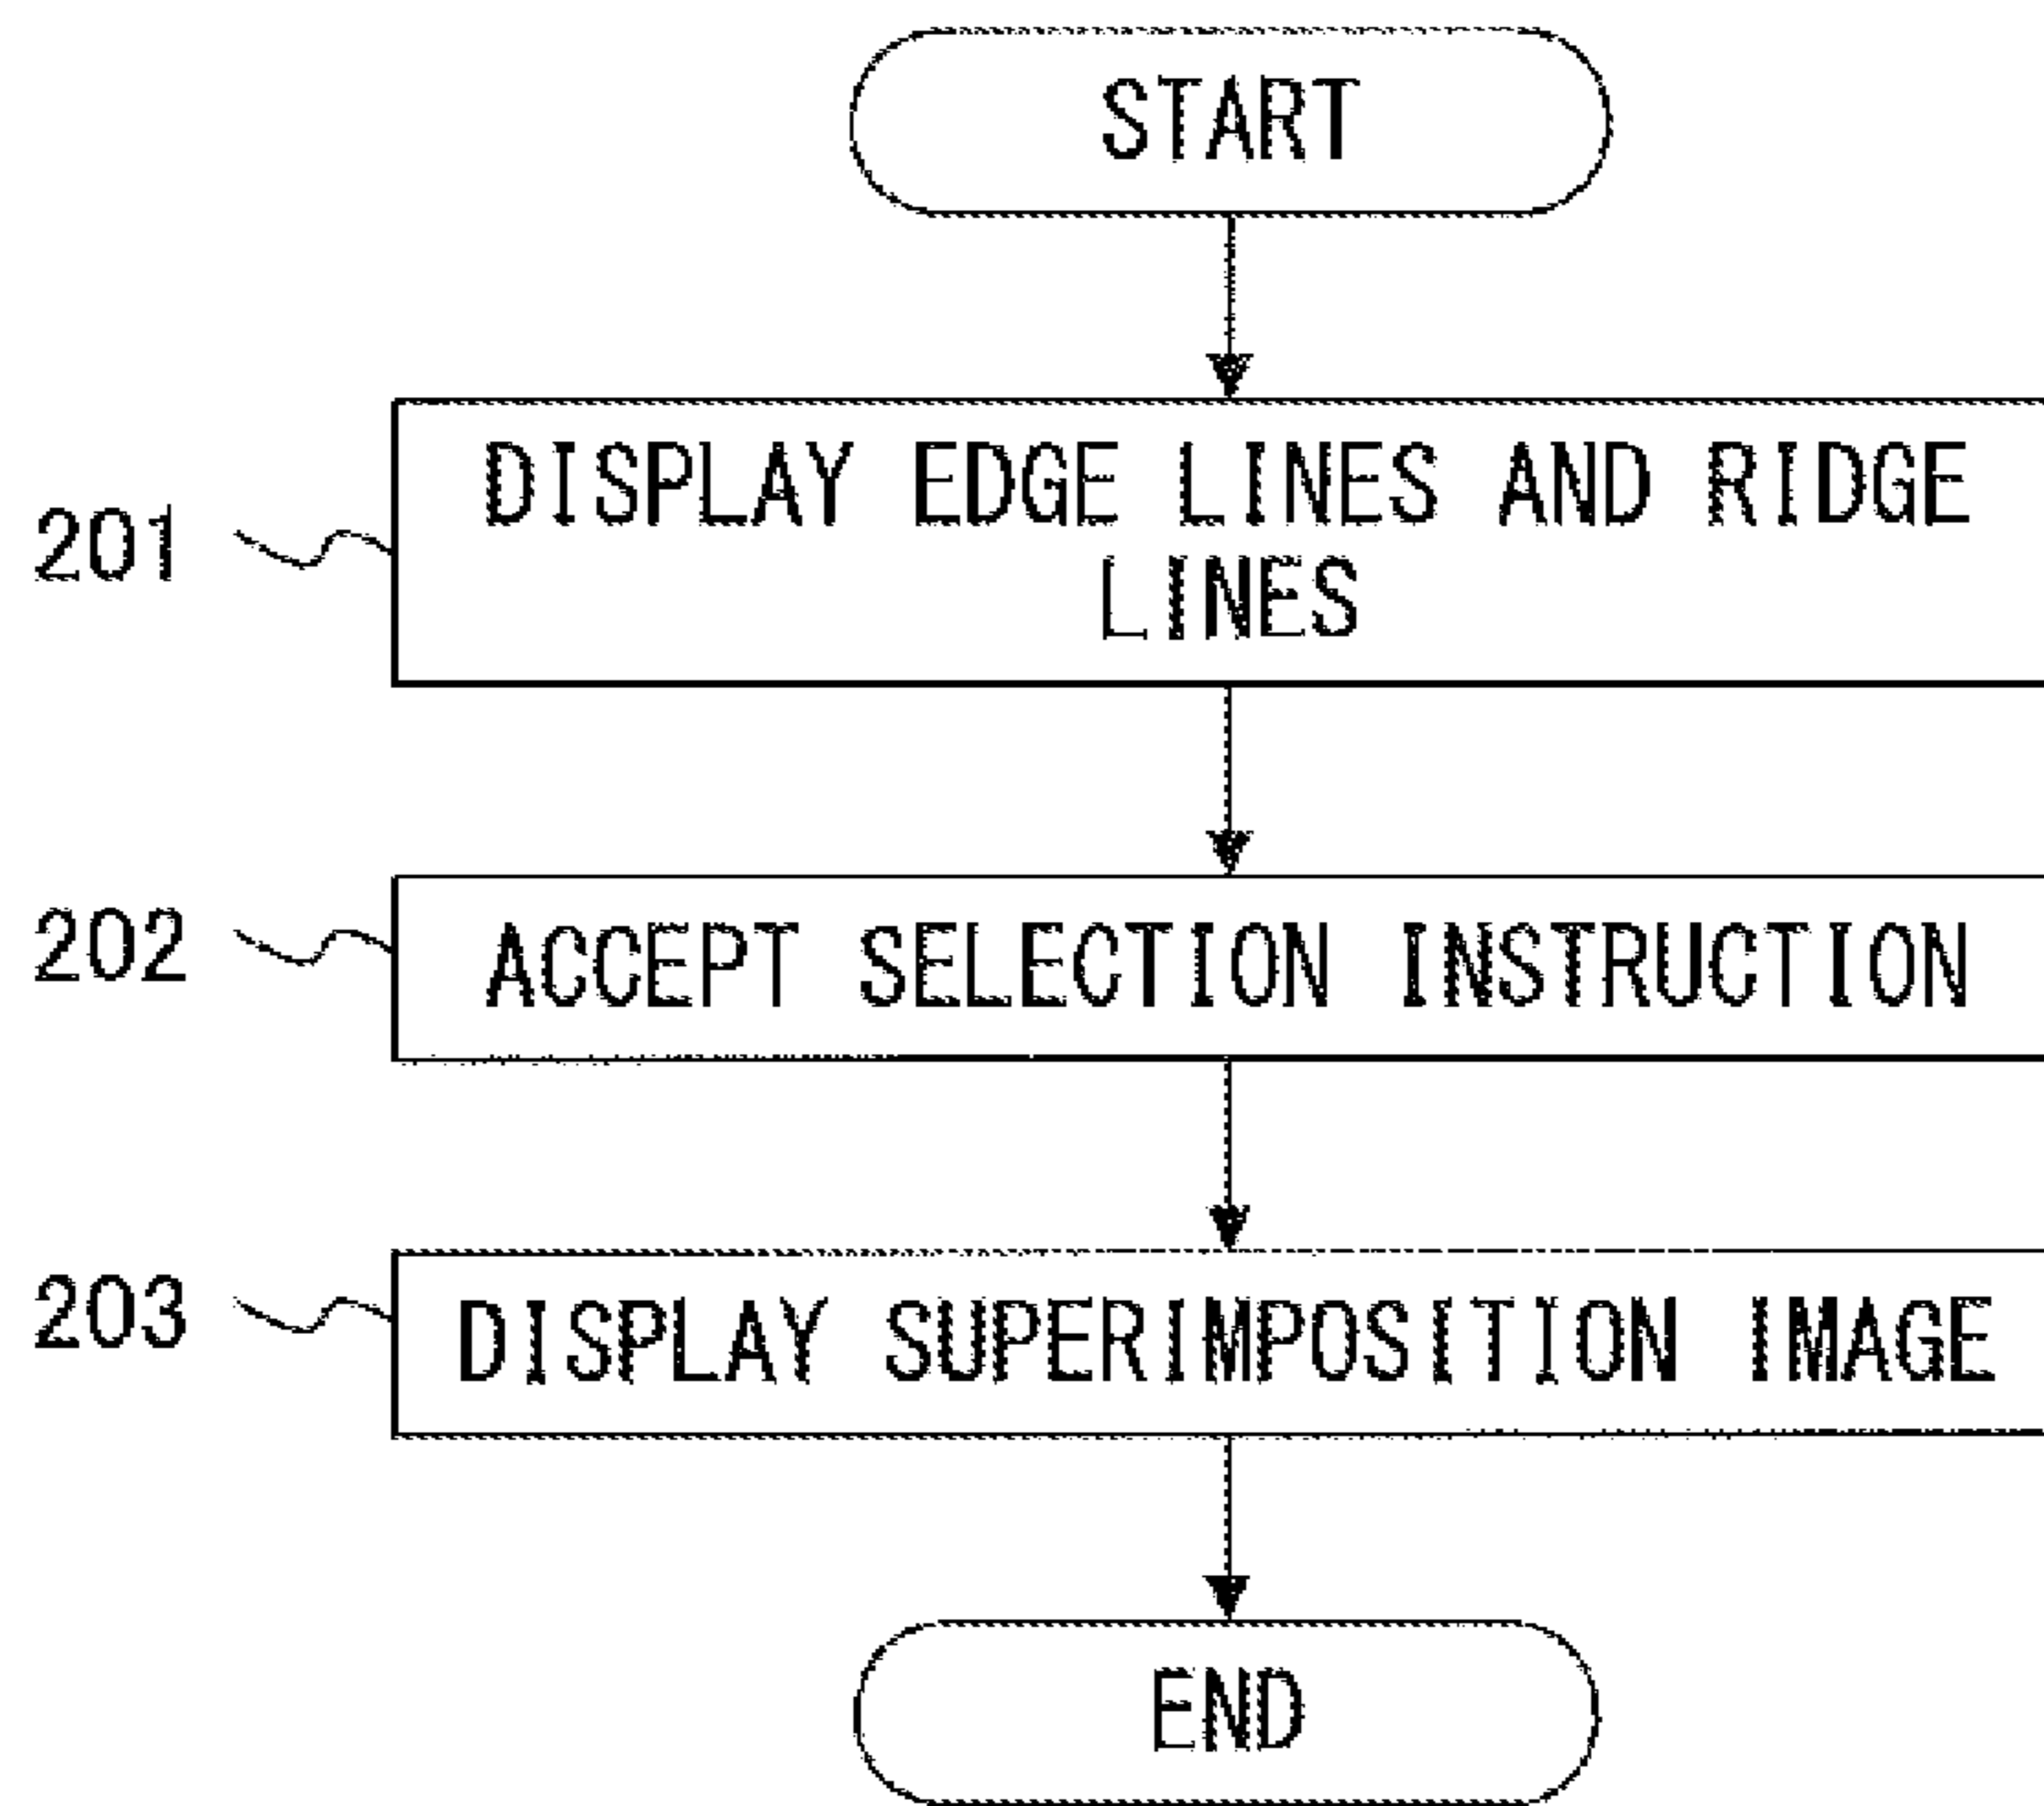 START
201
DISPLAY EDGE LINES AND RIDGE
LINES
202
ACCEPT SELECTION INSTRUCTION
203
DISPLAY SUPERIMPOSITION IMAGE
END